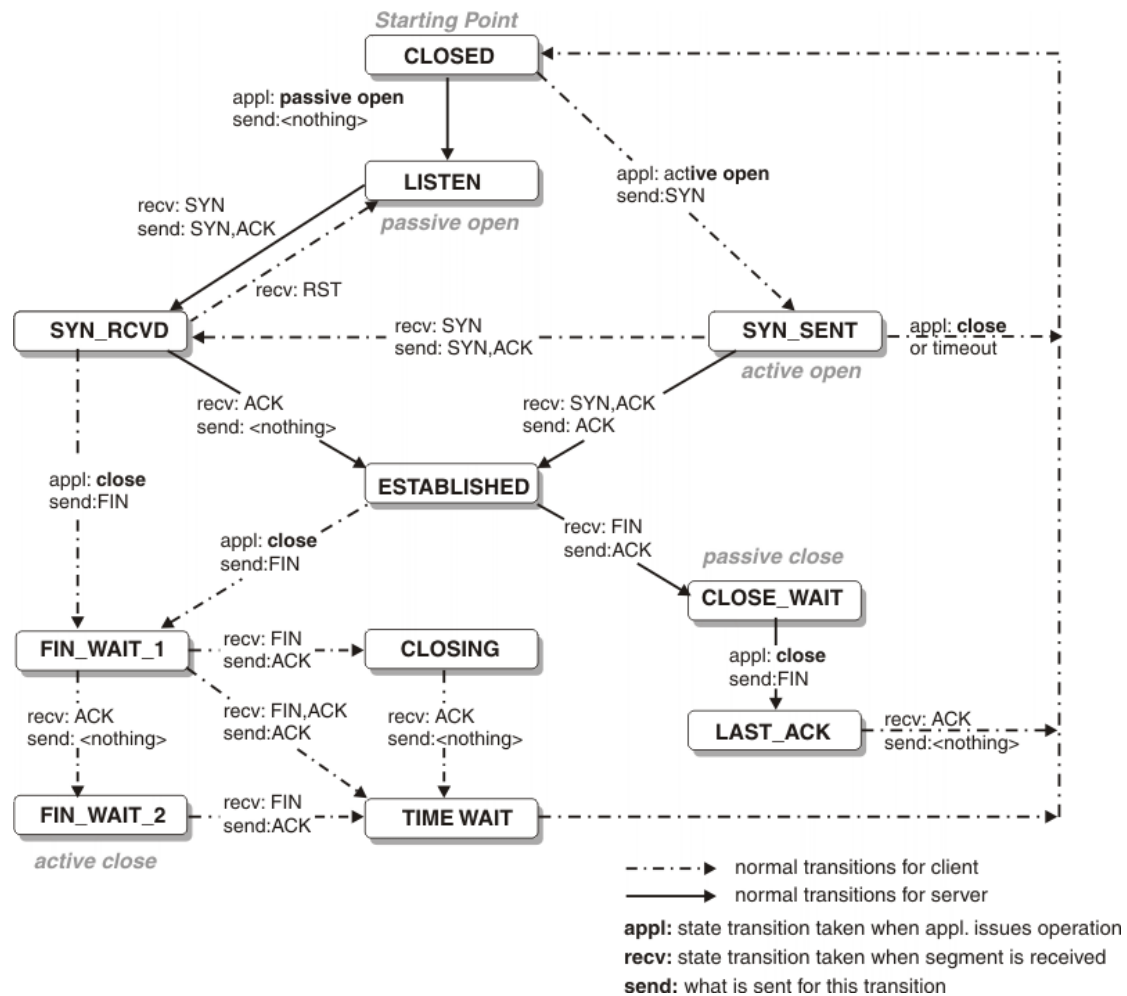 Starting Point
CLOSED
appl: passive open
send:<nothing>
LISTEN
passive open
appl: active open
send:SYN
recv: SYN
send: SYN,ACK
recv: RST
SYN_RCVD
recv: SYN
send: SYN,ACK
SYN_SENT
active open
appl: close
or timeout
recv: ACK
send: <nothing>
recv: SYN,ACK
send: ACK
appl: close
send:FIN
ESTABLISHED
appl: close
send:FIN
recv: FIN
send:ACK
passive close
CLOSE_WAIT
appl: close
send:FIN
LAST_ACK
recv: ACK
send:<nothing>
FIN_WAIT_1
recv: FIN
send:ACK
CLOSING
recv: ACK
send: <nothing>
recv: FIN,ACK
send:ACK
recv: ACK
send:<nothing>
FIN_WAIT_2
active close
recv: FIN
send:ACK
TIME WAIT
normal transitions for client
normal transitions for server
appl: state transition taken when appl. issues operation
recv: state transition taken when segment is received
send: what is sent for this transition